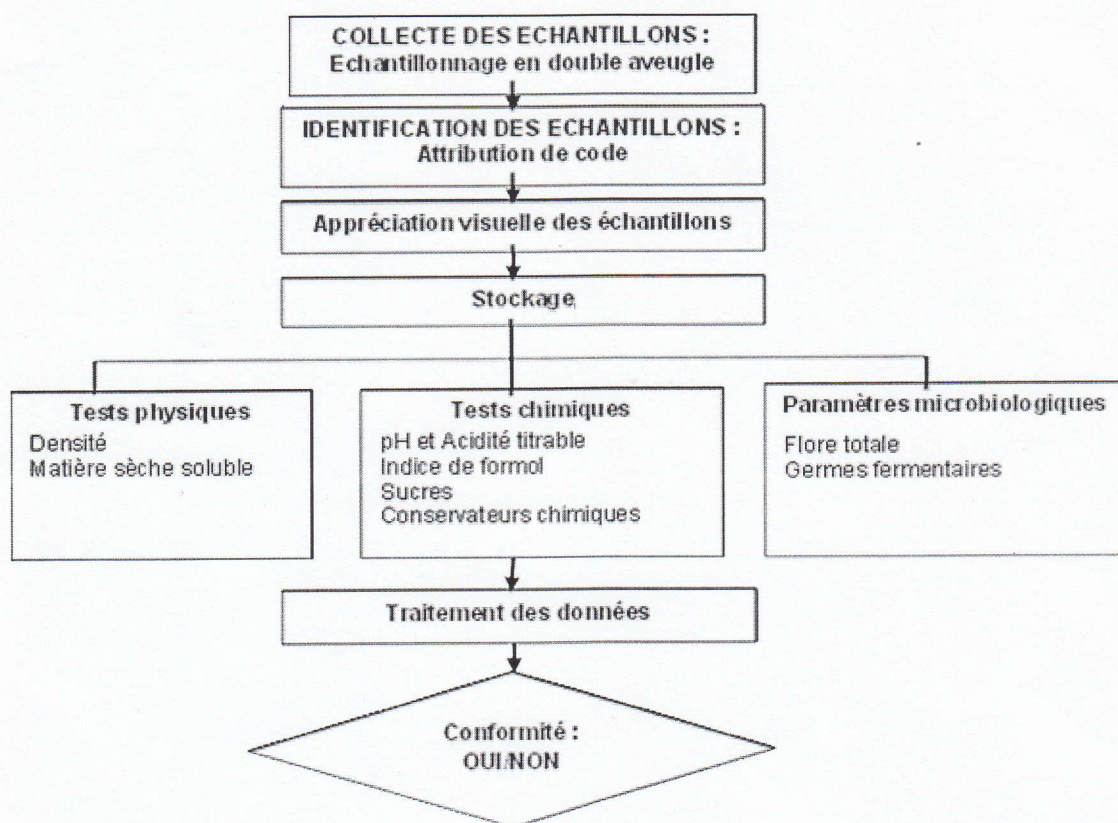 COLLECTE DES ECHANTILLONS :
Echantillonnage en double aveugle
IDENTIFICATION DES ECHANTILLONS :
Attribution de code
Appréciation visuelle des échantillons
Stockage
Tests physiques
Densité
Matière sèche soluble
Tests chimiques
pH et Acidité titrable
Indice de formol
Sucres
Conservateurs chimiques
Paramètres microbiologiques
Flore totale
Germes fermentaires
Traitement des données
Conformité :
OUI/NON